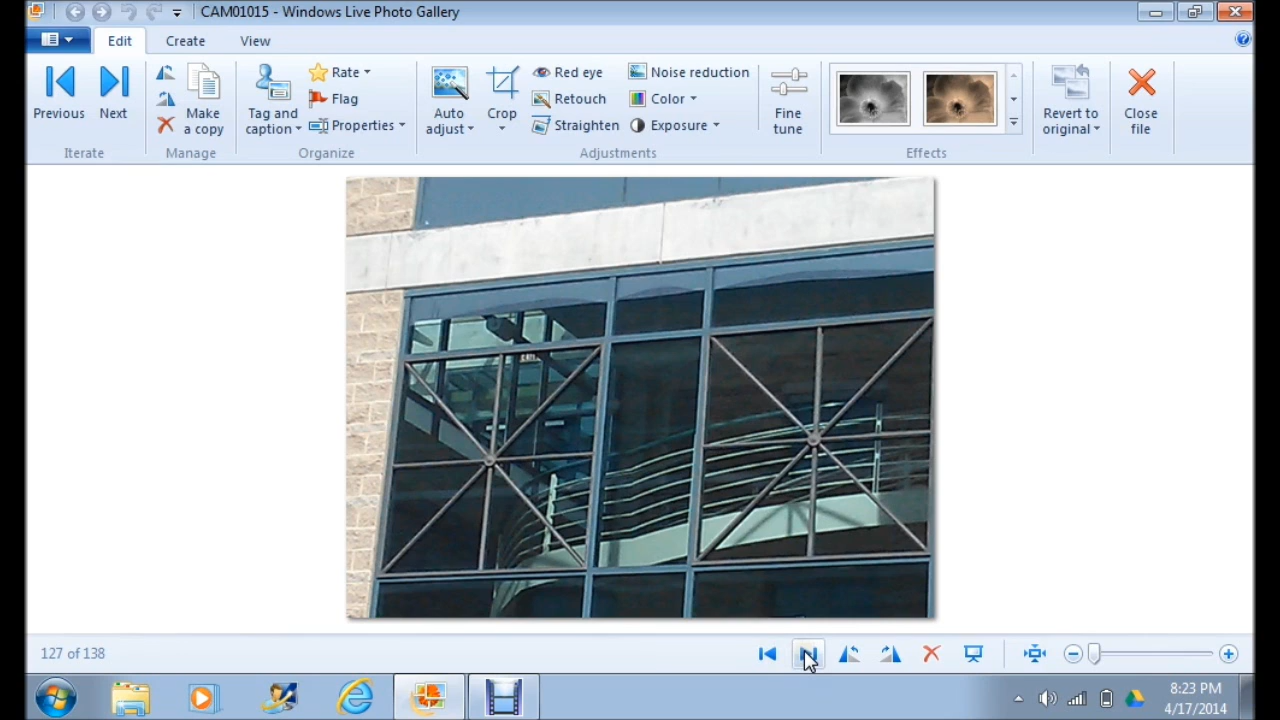 CAM01015 - Windows Live Photo Gallery
Edit
Create
View
Previous
Next
Make
a copy
Tag and
caption
Rate
Flag
Properties
Auto
adjust
Crop
Red eye
Retouch
Straighten
Noise reduction
Color
Exposure
Fine
tune
Revert to
original
Close
file
Iterate
Manage
Organize
Adjustments
Effects
127 of 138
8:23 PM
4/17/2014